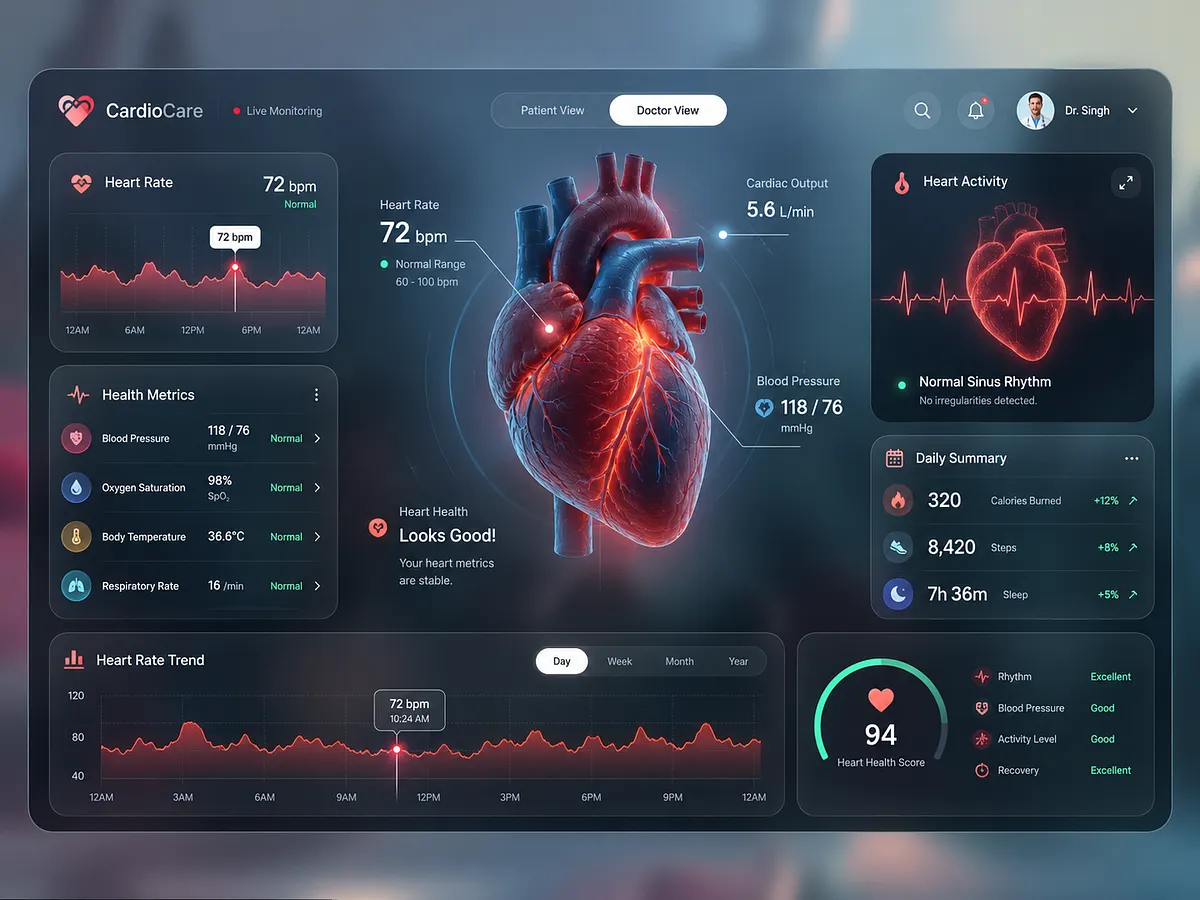 CardioCare
Live Monitoring
Patient View
Doctor View
Dr. Singh
Heart Rate
72 bpm
Normal
72 bpm
12AM 6AM 12PM 6PM 12AM
Health Metrics
Blood Pressure 118 / 76 mmHg Normal
Oxygen Saturation 98% SpO₂ Normal
Body Temperature 36.6°C Normal
Respiratory Rate 16 /min Normal
Heart Rate
72 bpm
Normal Range
60 - 100 bpm
Cardiac Output
5.6 L/min
Blood Pressure
118 / 76
mmHg
Heart Health
Looks Good!
Your heart metrics
are stable.
Heart Activity
Normal Sinus Rhythm
No irregularities detected.
Daily Summary
320 Calories Burned +12%
8,420 Steps +8%
7h 36m Sleep +5%
Heart Rate Trend
Day Week Month Year
120
80
40
72 bpm
10:24 AM
12AM 3AM 6AM 9AM 12PM 3PM 6PM 9PM 12AM
94
Heart Health Score
Rhythm Excellent
Blood Pressure Good
Activity Level Good
Recovery Excellent